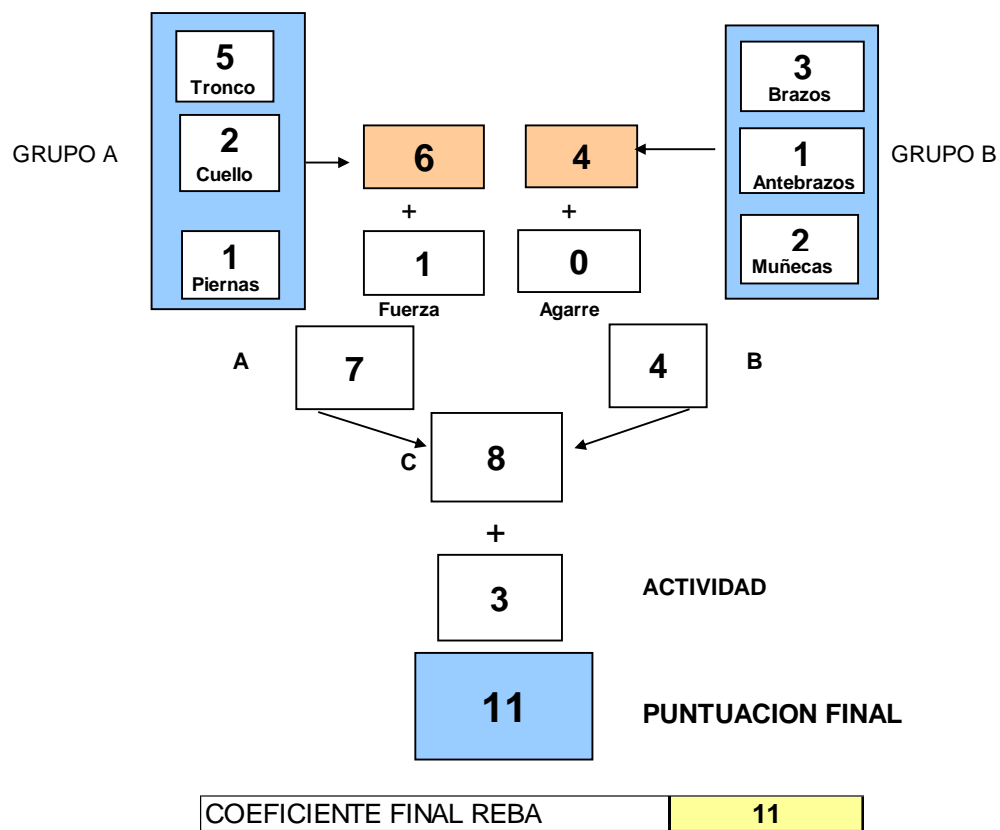 5
Tronco
2
Cuello
1
Piernas
GRUPO A
6
+
1
Fuerza
4
+
0
Agarre
3
Brazos
1
Antebrazos
2
Muñecas
GRUPO B
A
7
4
B
C
8
+
3
ACTIVIDAD
11
PUNTUACION FINAL
COEFICIENTE FINAL REBA 11